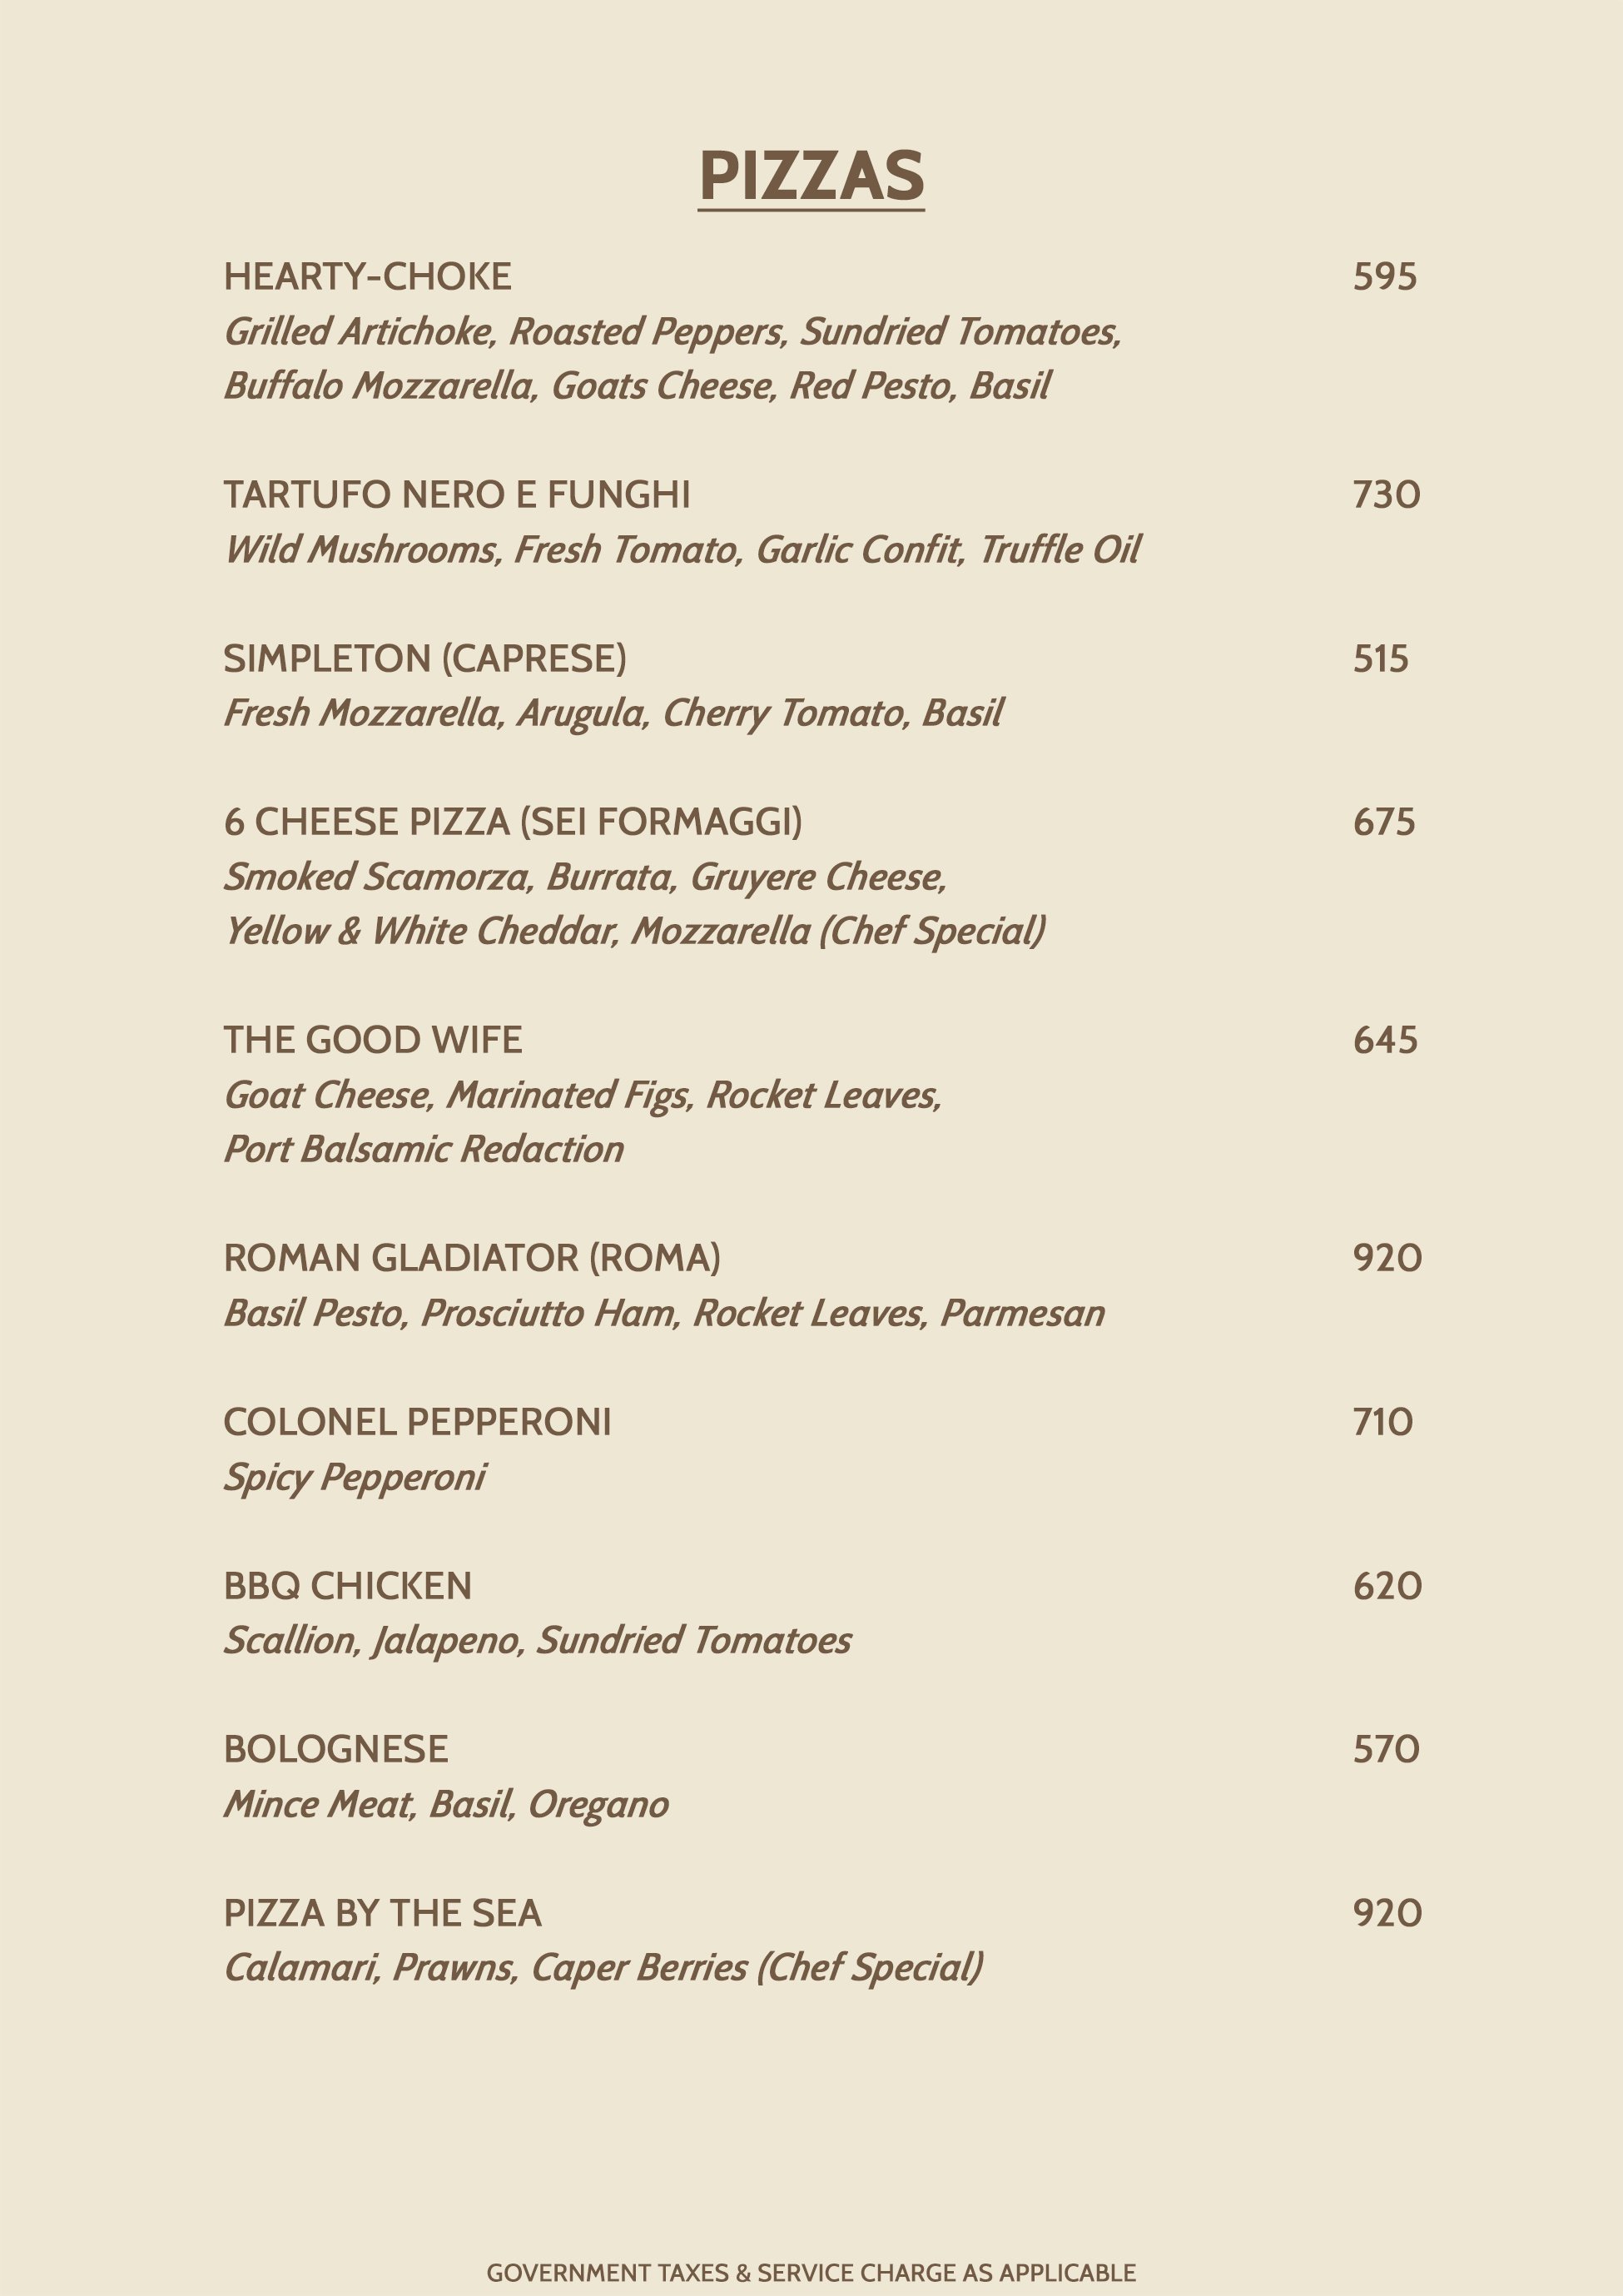 PIZZAS
HEARTY-CHOKE 595
Grilled Artichoke, Roasted Peppers, Sundried Tomatoes,
Buffalo Mozzarella, Goats Cheese, Red Pesto, Basil
TARTUFO NERO E FUNGHI 730
Wild Mushrooms, Fresh Tomato, Garlic Confit, Truffle Oil
SIMPLETON (CAPRESE) 515
Fresh Mozzarella, Arugula, Cherry Tomato, Basil
6 CHEESE PIZZA (SEI FORMAGGI) 675
Smoked Scamorza, Burrata, Gruyere Cheese,
Yellow & White Cheddar, Mozzarella (Chef Special)
THE GOOD WIFE 645
Goat Cheese, Marinated Figs, Rocket Leaves,
Port Balsamic Redaction
ROMAN GLADIATOR (ROMA) 920
Basil Pesto, Prosciutto Ham, Rocket Leaves, Parmesan
COLONEL PEPPERONI 710
Spicy Pepperoni
BBQ CHICKEN 620
Scallion, Jalapeno, Sundried Tomatoes
BOLOGNESE 570
Mince Meat, Basil, Oregano
PIZZA BY THE SEA 920
Calamari, Prawns, Caper Berries (Chef Special)
GOVERNMENT TAXES & SERVICE CHARGE AS APPLICABLE